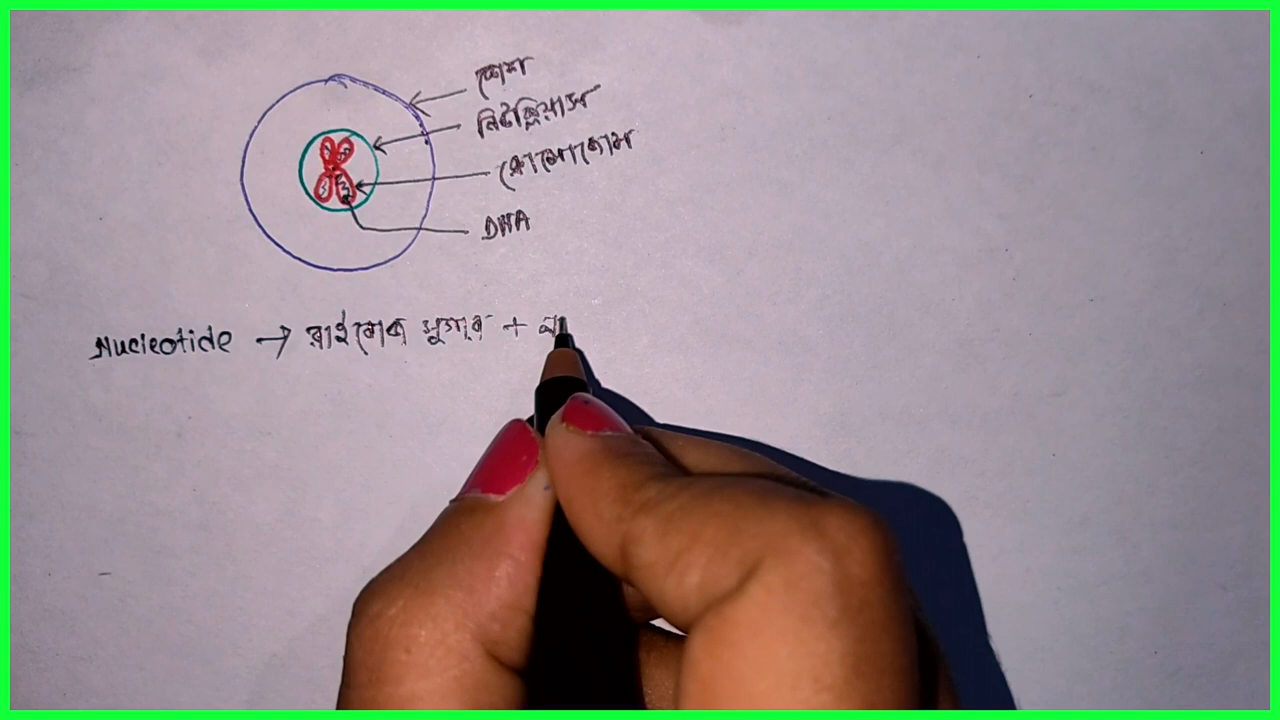 কোশ
নিউক্লিয়াস
ক্রোমোজোম
DNA
Nucleotide → রাইবোজ সুগার + না